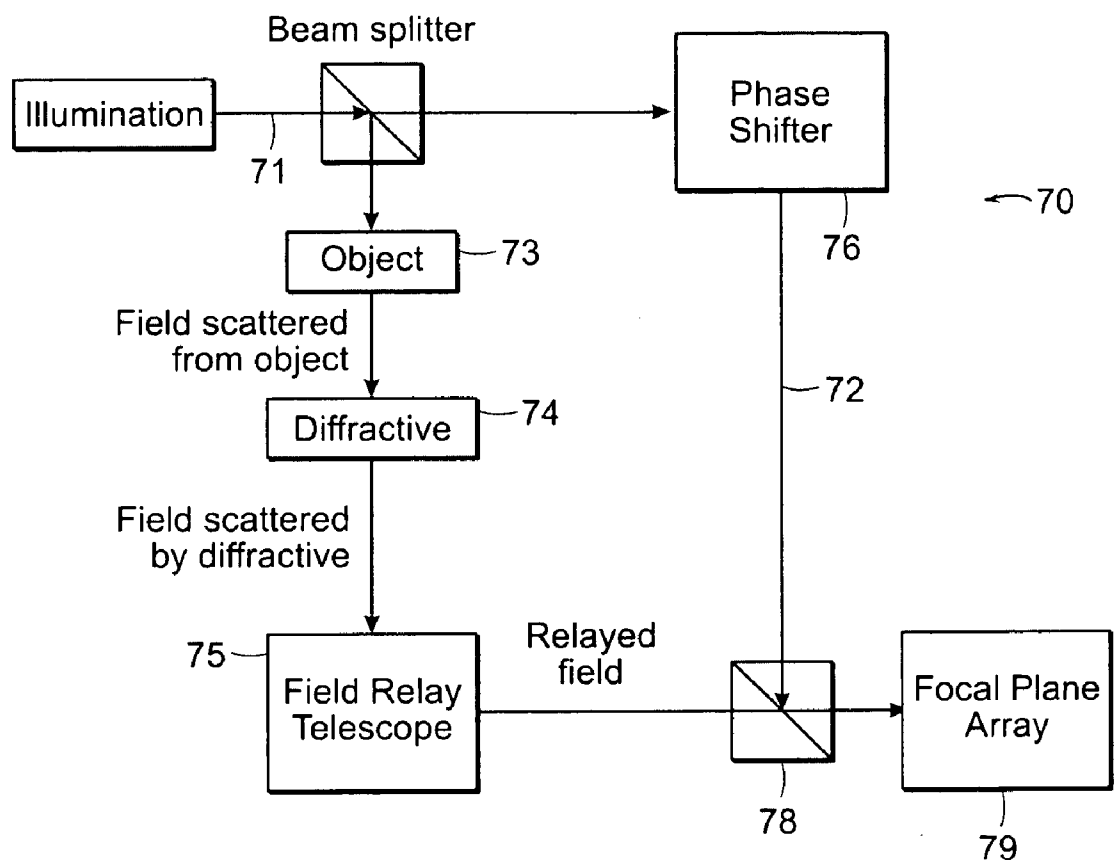 Beam splitter
Illumination
71
Phase
Shifter
76
70
Object
73
Field scattered
from object
72
Diffractive
74
Field scattered
by diffractive
75
Field Relay
Telescope
Relayed
field
78
Focal Plane
Array
79